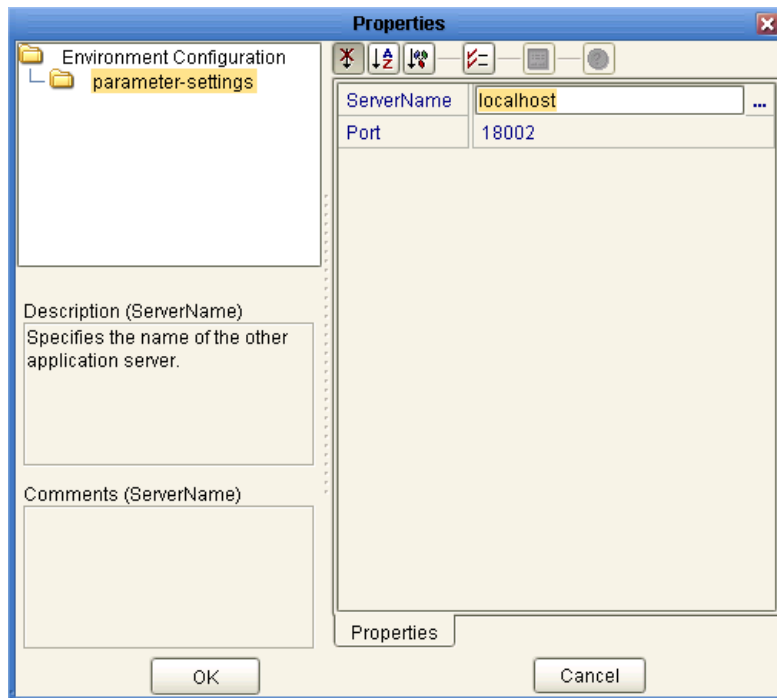 Properties
Environment Configuration
parameter-settings
ServerName localhost ...
Port 18002
Description (ServerName)
Specifies the name of the other
application server.
Comments (ServerName)
Properties
OK Cancel